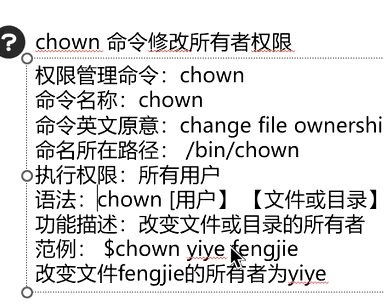 ?
chown 命令修改所有者权限
权限管理命令：chown
命令名称：chown
命令英文原意：change file ownershi
命名所在路径： /bin/chown
执行权限：所有用户
语法：chown [用户】 【文件或目录】
功能描述：改变文件或目录的所有者
范例： $chown yiye fengjie
改变文件fengjie的所有者为yiye